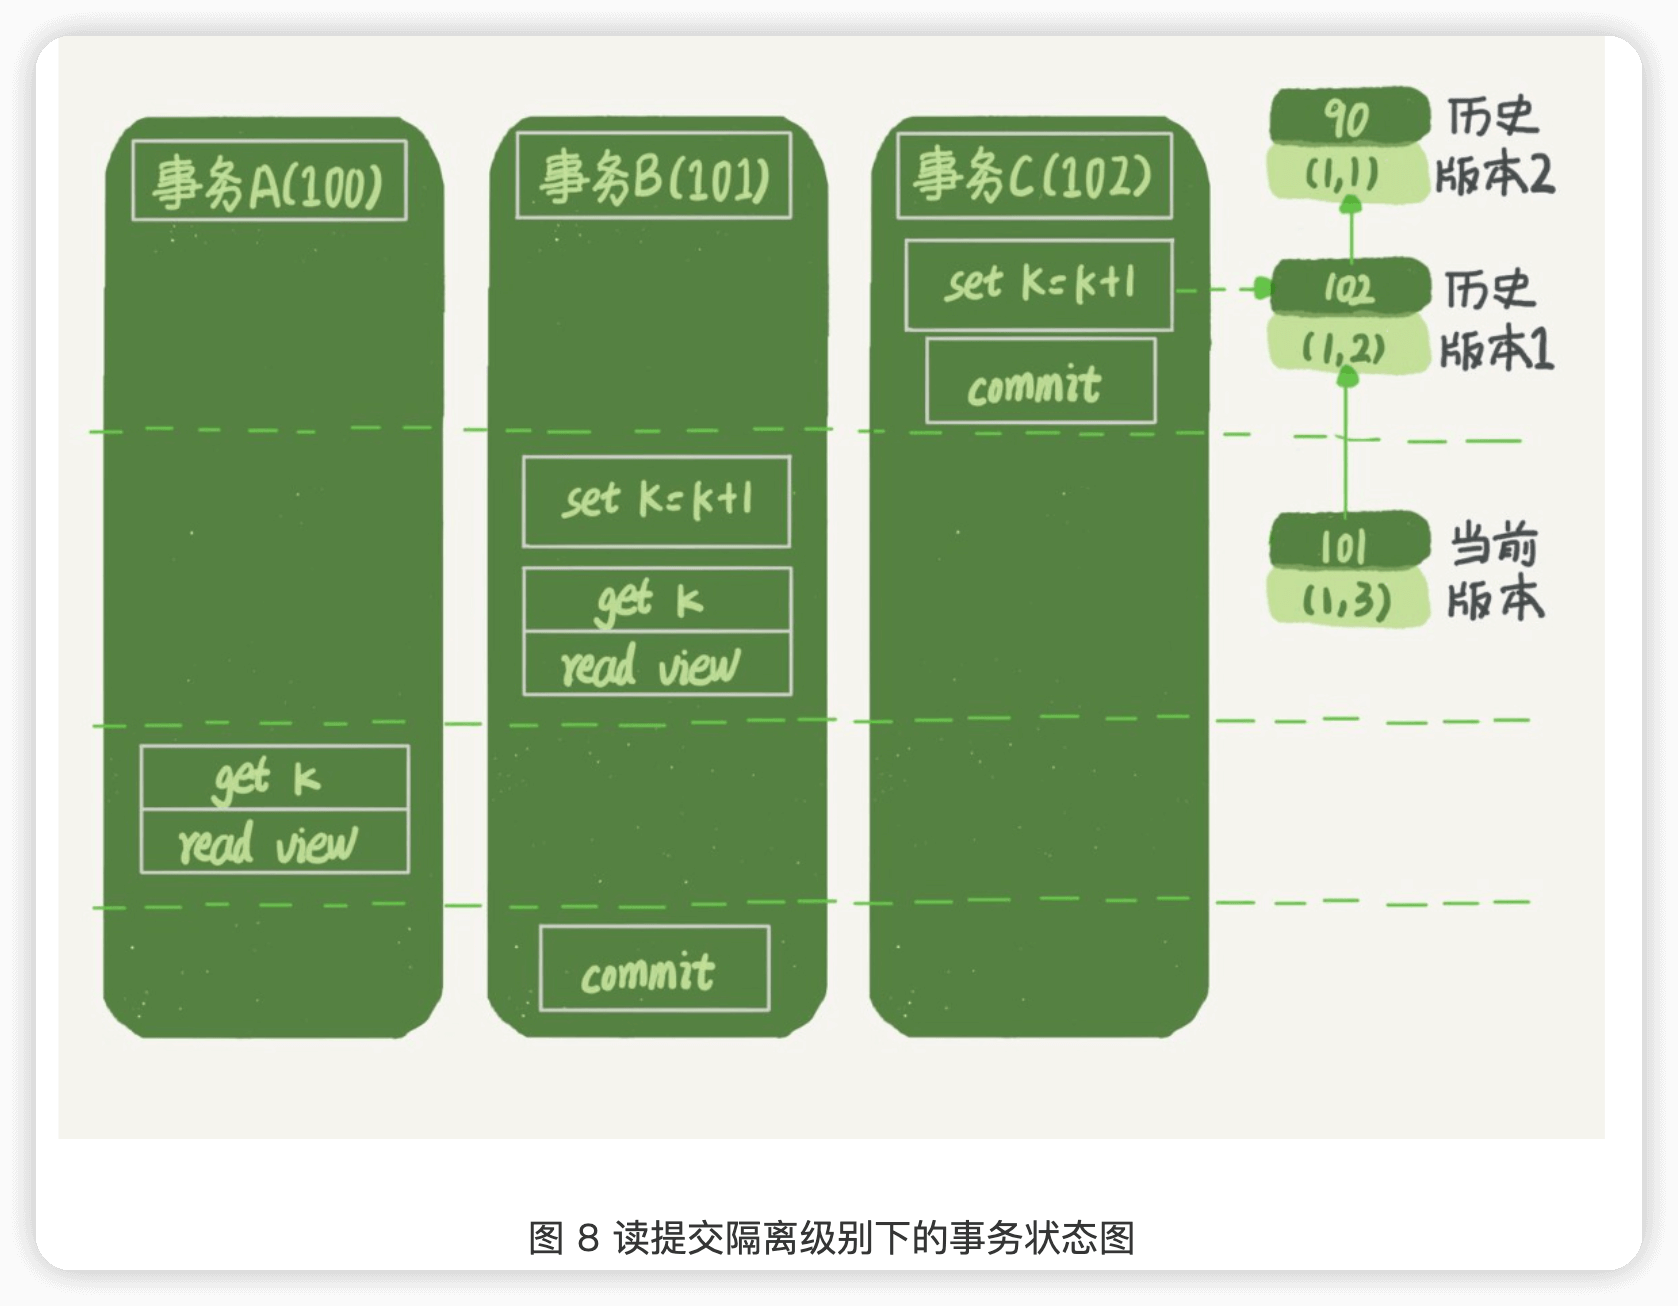 事务A(100)
事务B(101)
事务C(102)
set k=k+1
commit
90
(1,1)
历史
版本2
102
(1,2)
历史
版本1
set k=k+1
get k
read view
101
(1,3)
当前
版本
get k
read view
commit
图 8 读提交隔离级别下的事务状态图